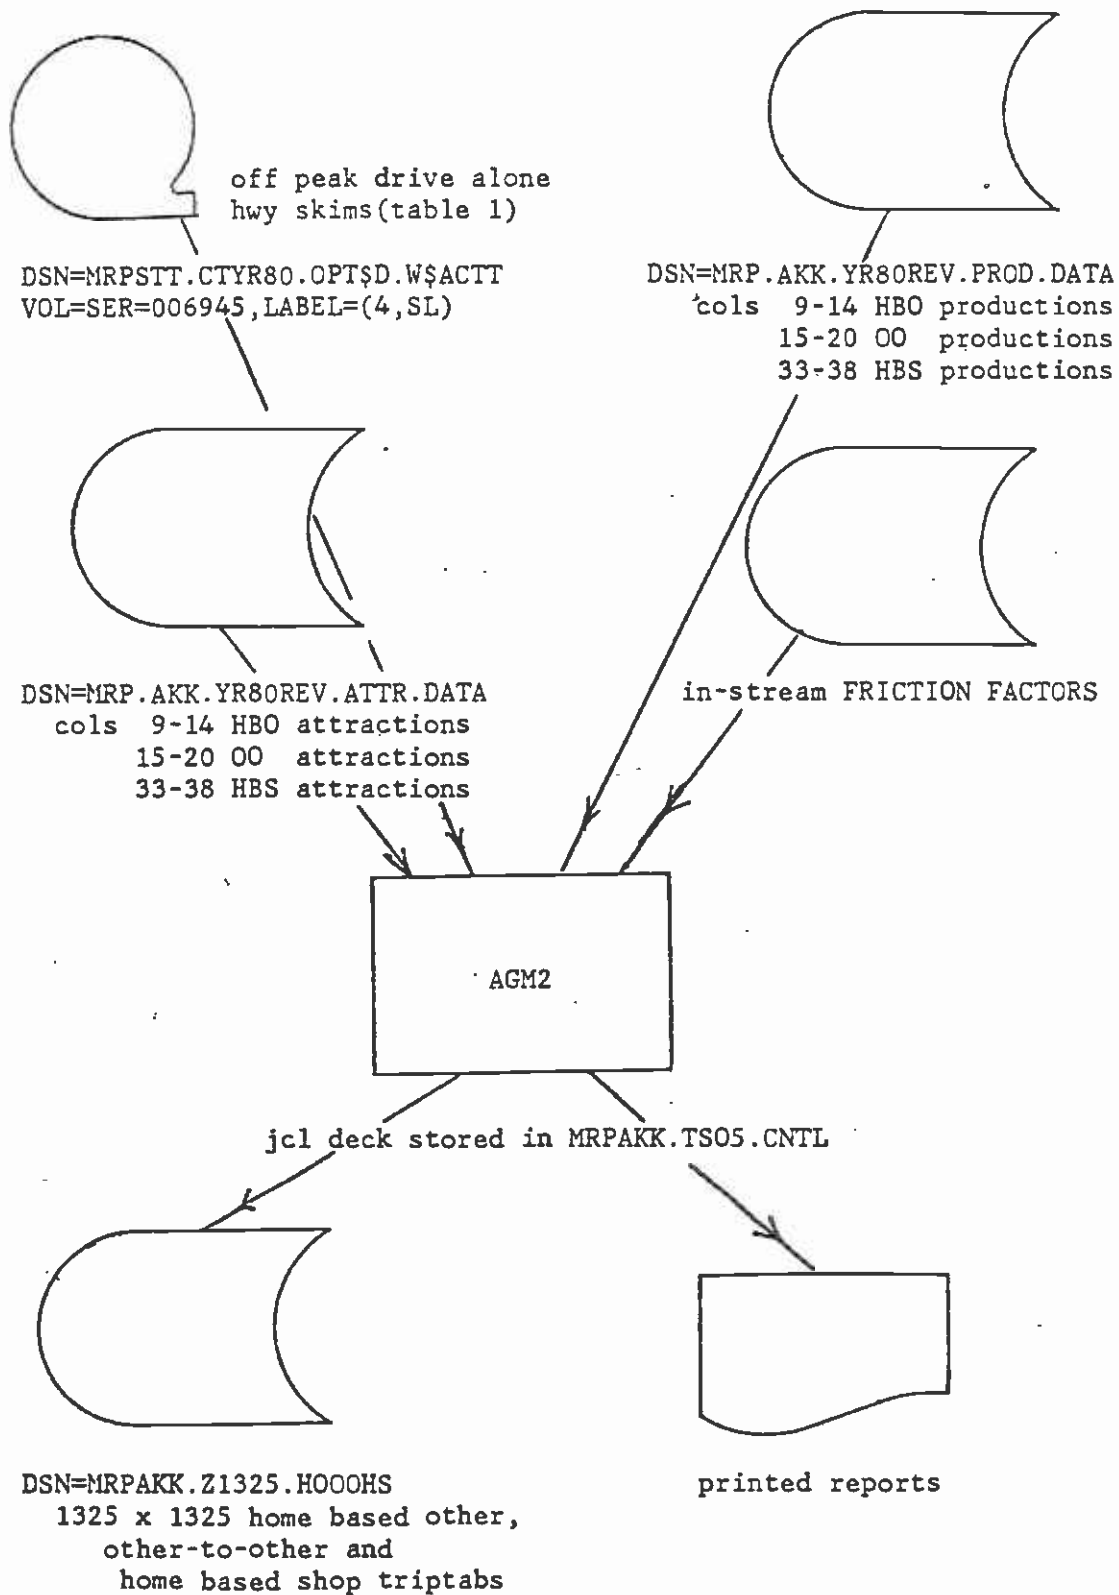 off peak drive alone
hwy skims(table 1)
DSN=MRPSTT.CTYR80.OPT$D.W$ACTT
VOL=SER=006945,LABEL=(4,SL)
DSN=MRP.AKK.YR80REV.PROD.DATA
cols 9-14 HBO productions
15-20 OO productions
33-38 HBS productions
DSN=MRP.AKK.YR80REV.ATTR.DATA
cols 9-14 HBO attractions
15-20 OO attractions
33-38 HBS attractions
in-stream FRICTION FACTORS
AGM2
jcl deck stored in MRPAKK.TSO5.CNTL
DSN=MRPAKK.Z1325.HOOOHS
1325 x 1325 home based other,
other-to-other and
home based shop triptabs
printed reports